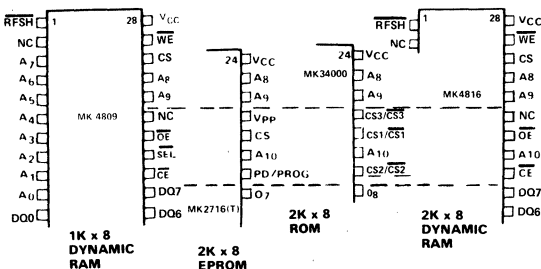 RFSH 1 28 VCC
NC WE
A7 CS
A6 A8
A5 A9
A4 MK 4809 NC
A3 OE
A2 SEL
A1 CE
A0 DQ7
DQ0 DQ6
1K x 8
DYNAMIC
RAM
24 VCC
A8
A9
VPP
CS
A10
PD/PROG
O7
MK2716(T)
2K x 8
EPROM
24 VCC
MK34000 A8
A9
CS3/CS3
CS1/CS1
A10
CS2/CS2
O8
2K x 8
ROM
RFSH 1 28 VCC
NC WE
CS
A8
MK4816 A9
NC
OE
A10
CE
DQ7
DQ6
2K x 8
DYNAMIC
RAM